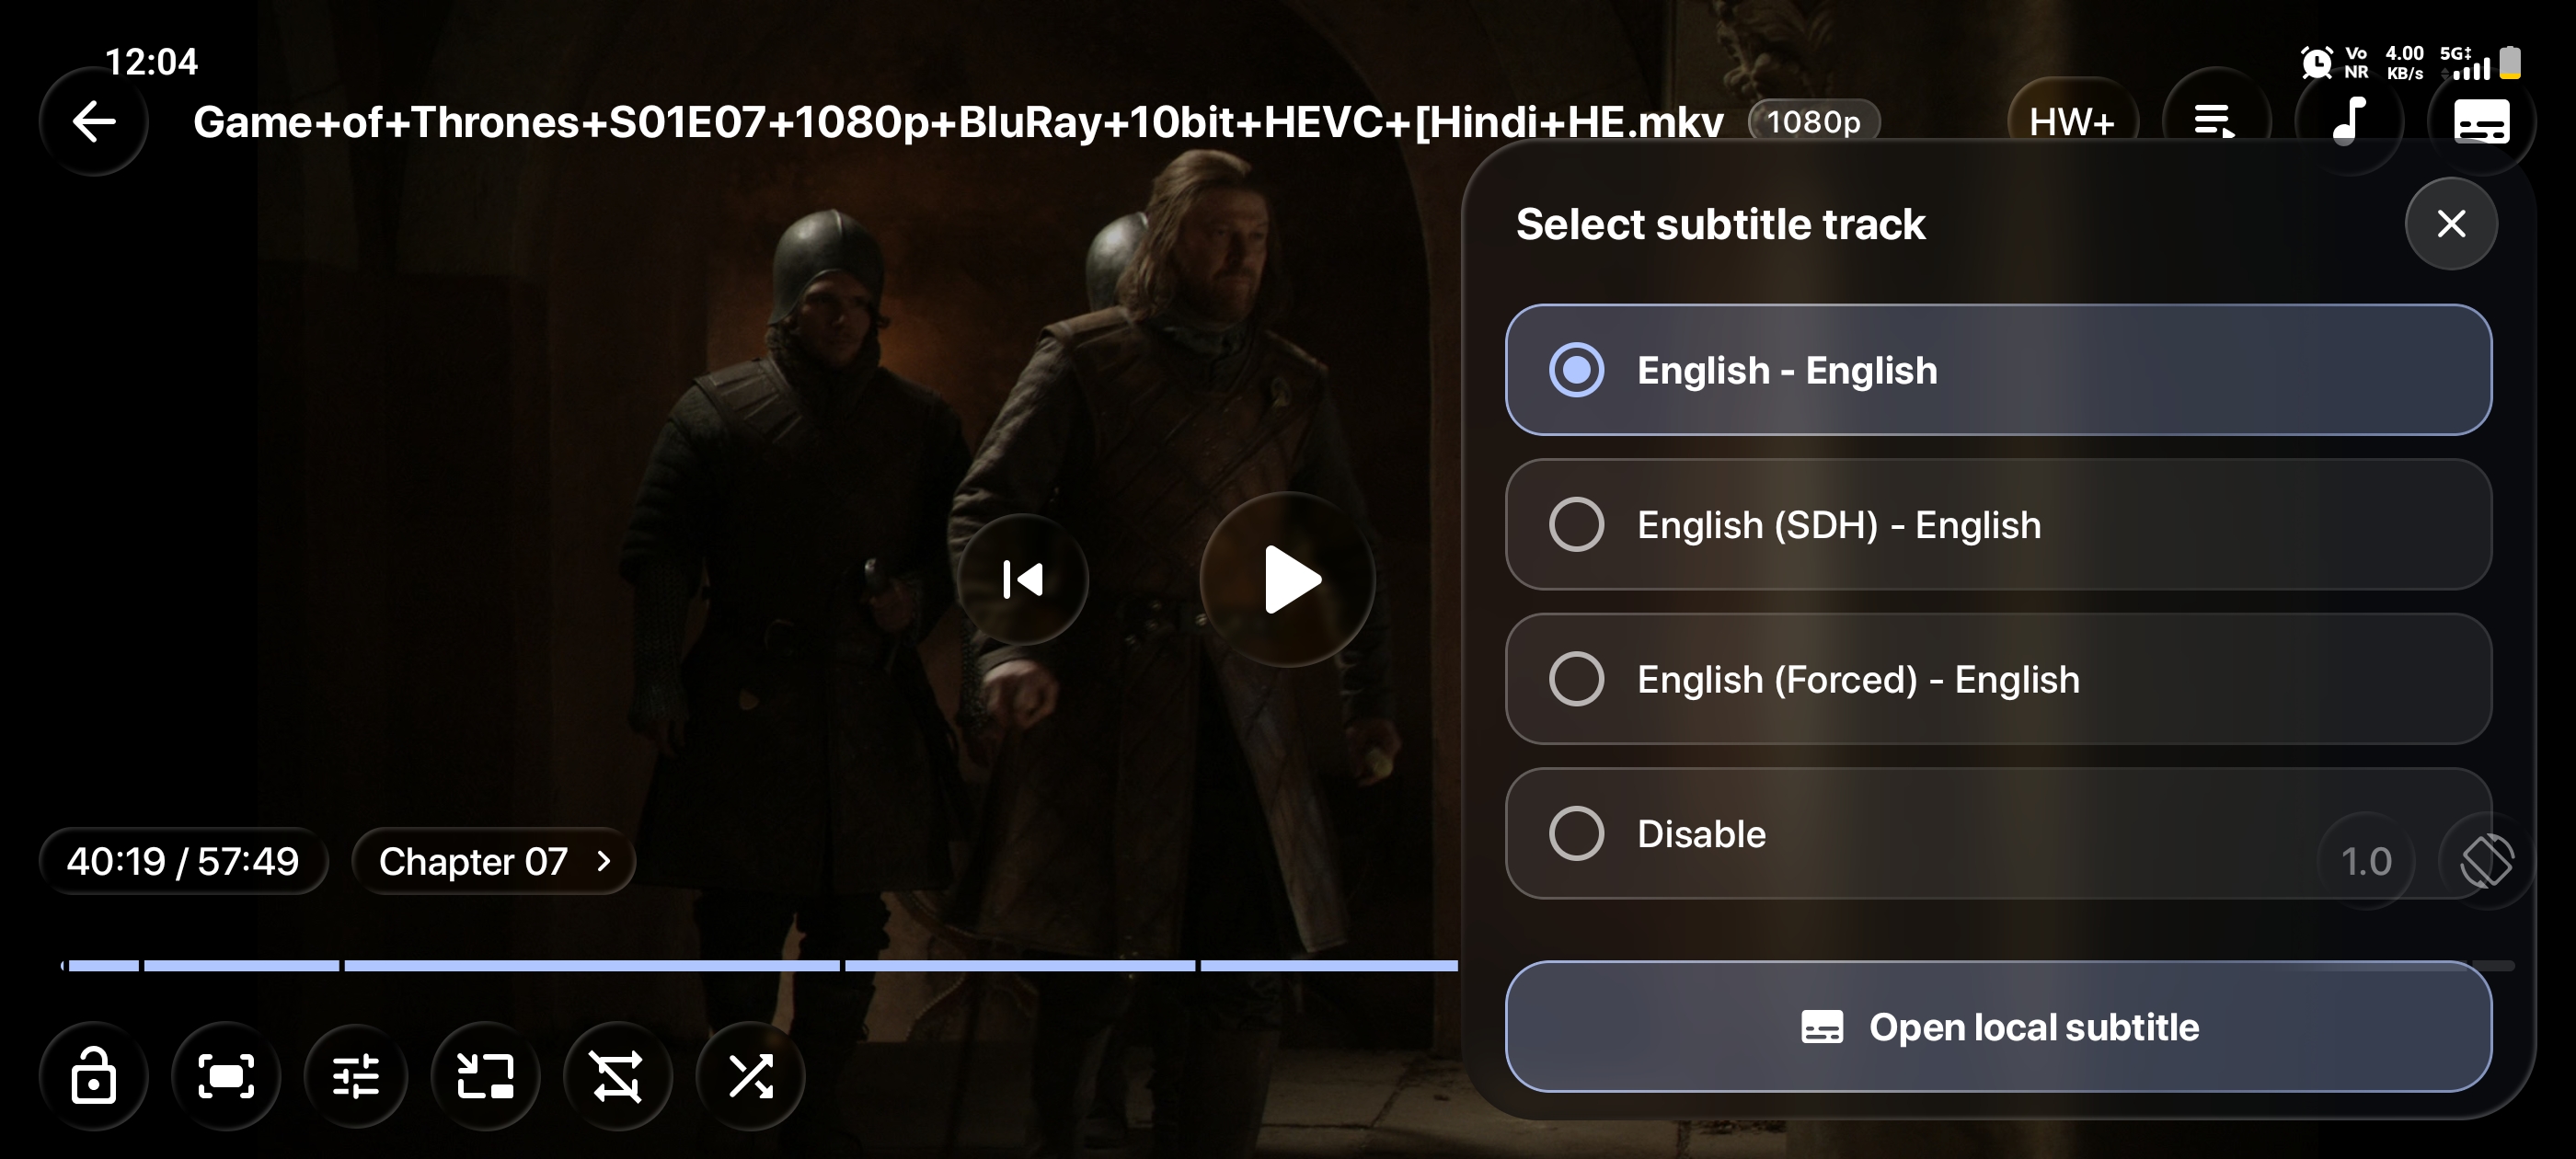 12:04
Vo NR 4.00 KB/s 5G‡
Game+of+Thrones+S01E07+1080p+BluRay+10bit+HEVC+[Hindi+HE.mkv 1080p HW+
Select subtitle track
English - English
English (SDH) - English
English (Forced) - English
Disable
40:19 / 57:49 Chapter 07
1.0
Open local subtitle